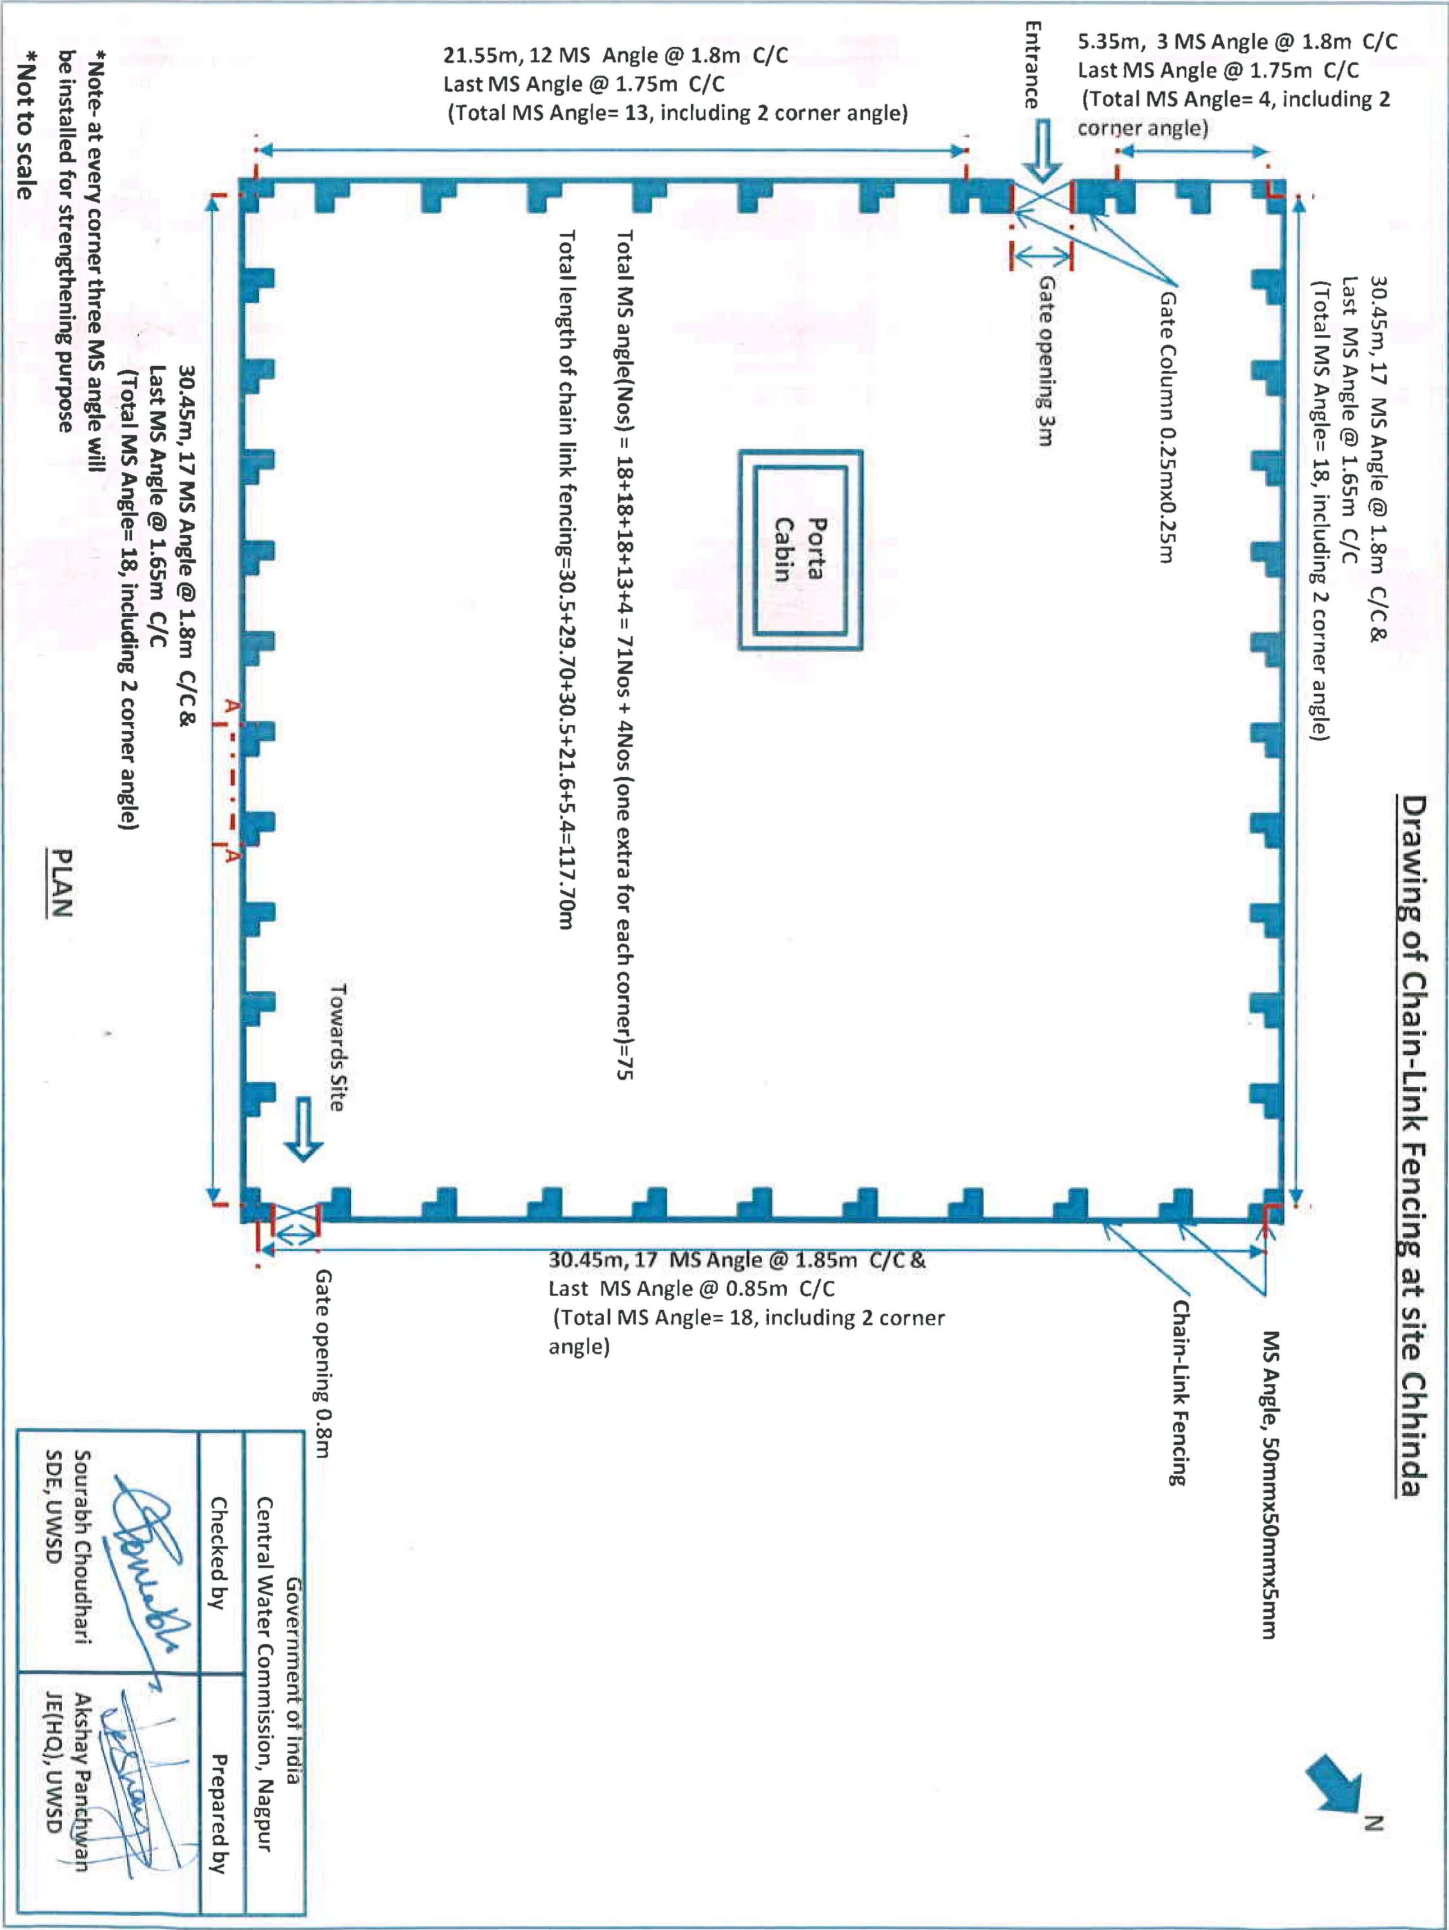 Drawing of Chain-Link Fencing at site Chhinda
N
5.35m, 3 MS Angle @ 1.8m C/C
Last MS Angle @ 1.75m C/C
(Total MS Angle= 4, including 2
corner angle)
Entrance
21.55m, 12 MS Angle @ 1.8m C/C
Last MS Angle @ 1.75m C/C
(Total MS Angle= 13, including 2 corner angle)
30.45m, 17 MS Angle @ 1.8m C/C &
Last MS Angle @ 1.65m C/C
(Total MS Angle= 18, including 2 corner angle)
Gate Column 0.25mx0.25m
Gate opening 3m
Porta
Cabin
Total MS angle(Nos) = 18+18+18+13+4= 71Nos + 4Nos (one extra for each corner)=75
Total length of chain link fencing=30.5+29.70+30.5+21.6+5.4=117.70m
MS Angle, 50mmx50mmx5mm
Chain-Link Fencing
30.45m, 17 MS Angle @ 1.85m C/C &
Last MS Angle @ 0.85m C/C
(Total MS Angle= 18, including 2 corner
angle)
Towards Site
Gate opening 0.8m
A
A
30.45m, 17 MS Angle @ 1.8m C/C &
Last MS Angle @ 1.65m C/C
(Total MS Angle= 18, including 2 corner angle)
PLAN
*Note- at every corner three MS angle will
be installed for strengthening purpose
*Not to scale
Government of India
Central Water Commission, Nagpur
Checked by
Prepared by
Sourabh Choudhari
SDE, UWSD
Akshay Panchwan
JE(HQ), UWSD